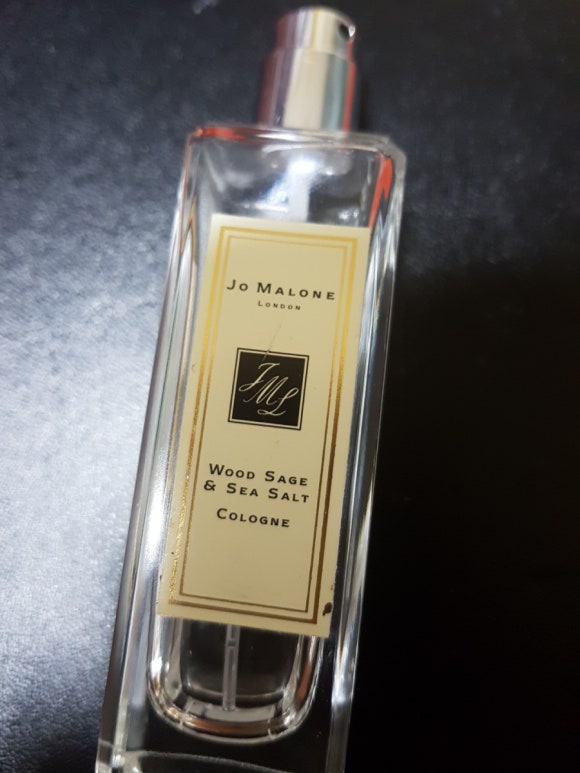 Jo Malone
London
JML
Wood Sage
& Sea Salt
Cologne